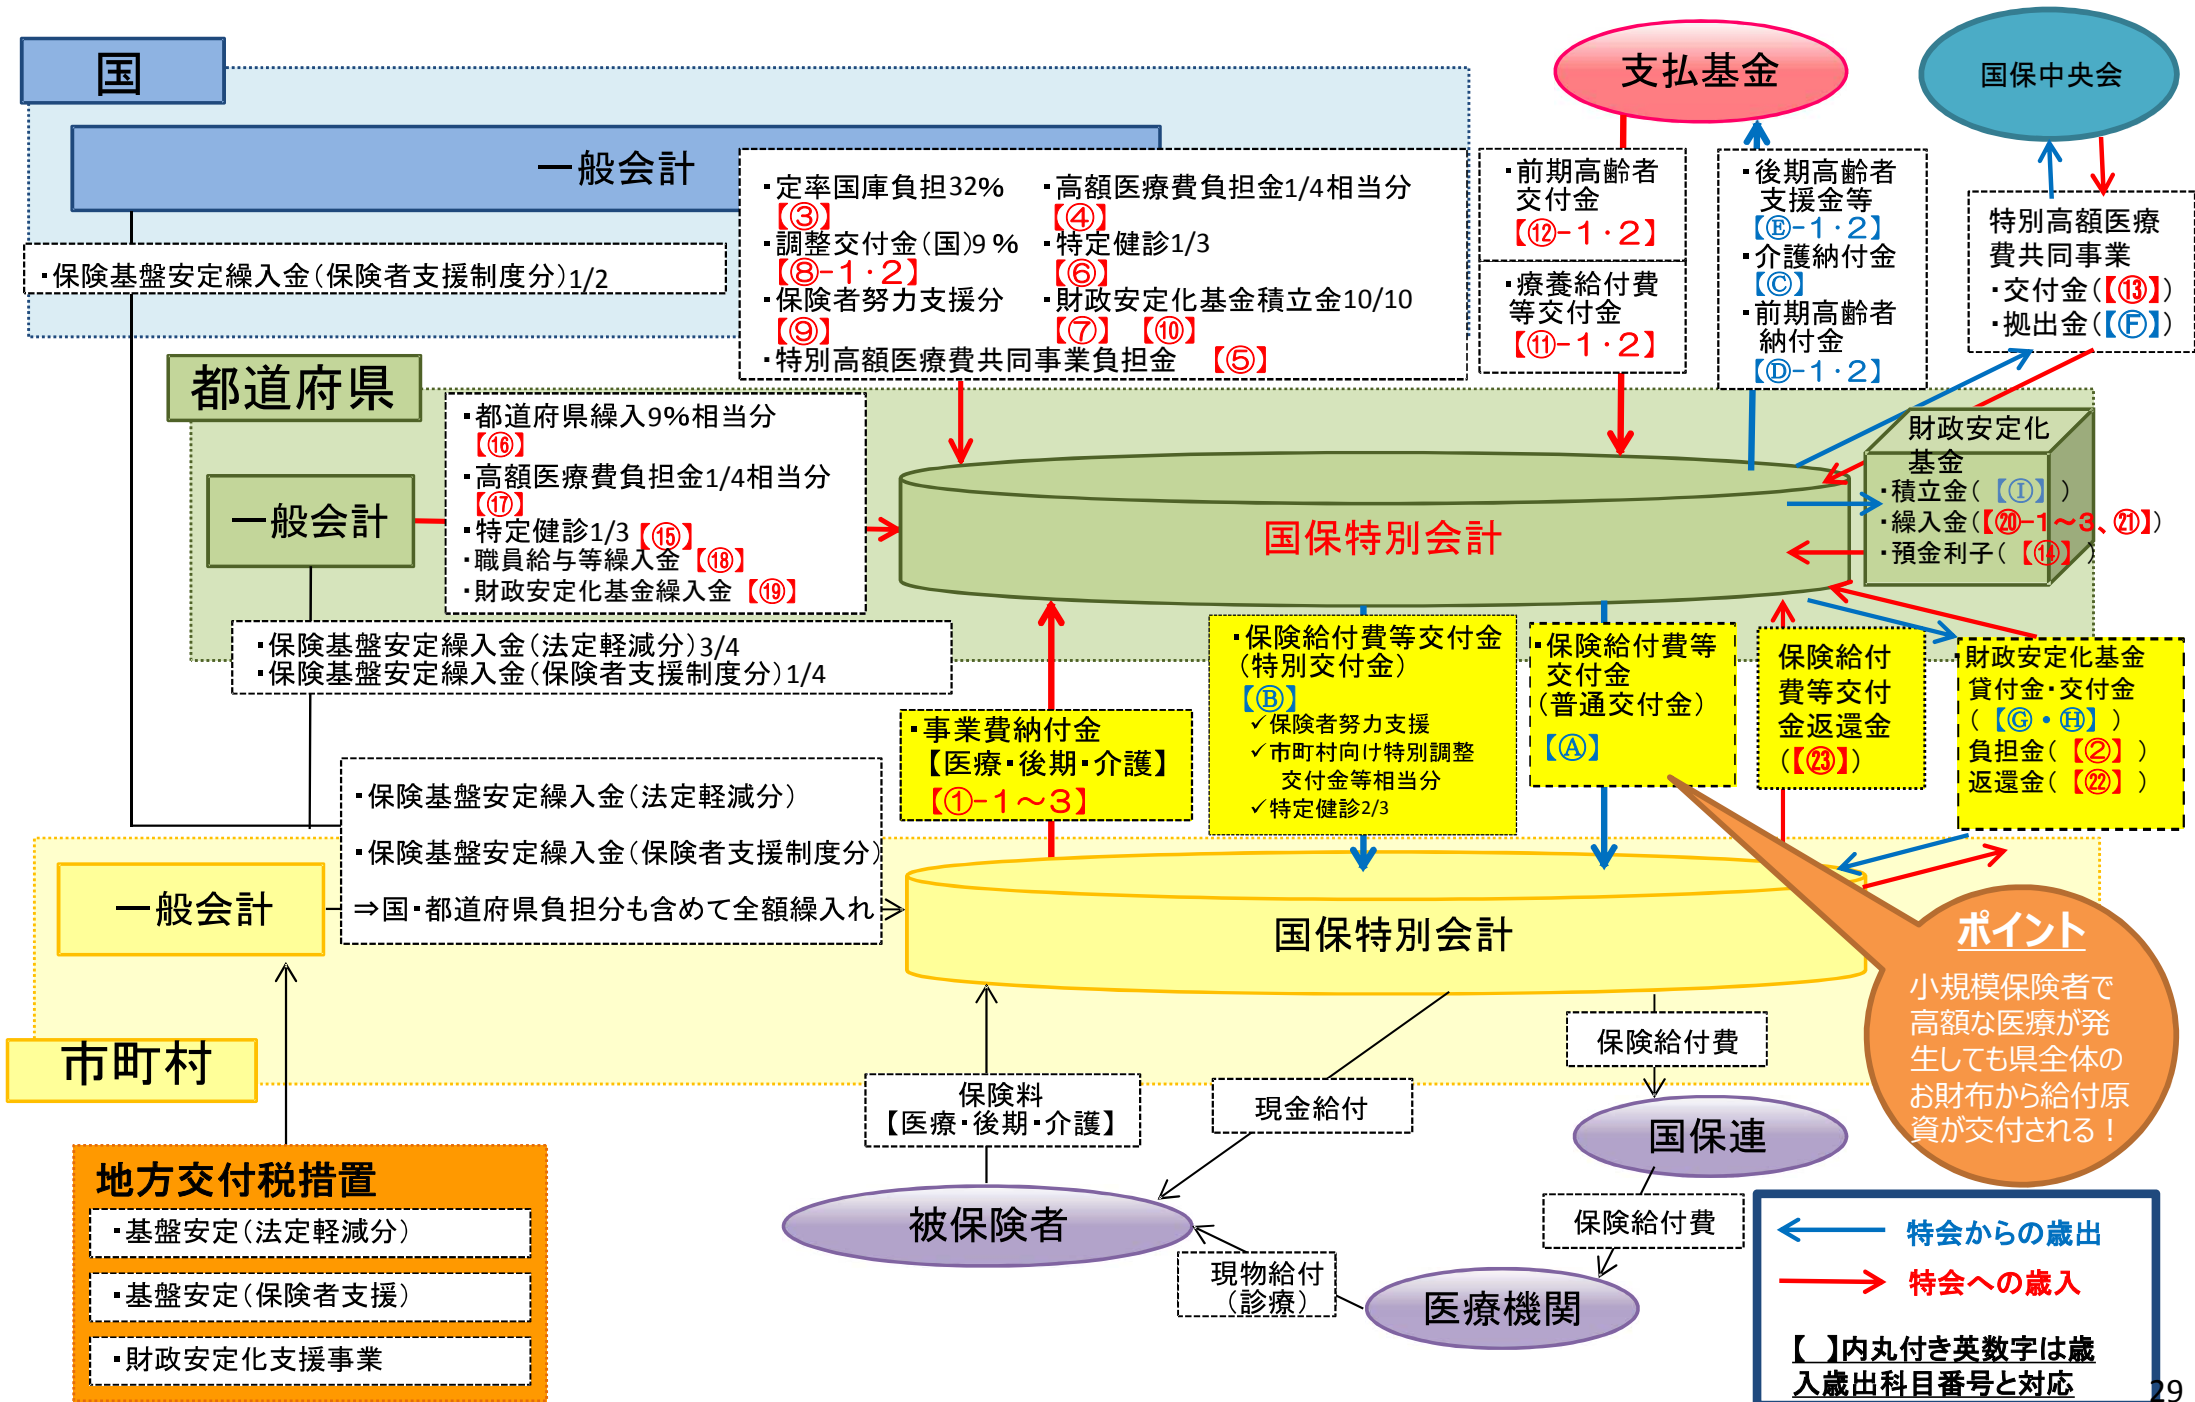 国
一般会計
・保険基盤安定繰入金（保険者支援制度分）1/2
・定率国庫負担32%
【③】
・調整交付金（国）9％
【⑧-１・２】
・保険者努力支援分
【⑨】
・高額医療費負担金1/4相当分
【④】
・特定健診1/3
【⑥】
・財政安定化基金積立金10/10
【⑦】　【⑩】
・特別高額医療費共同事業負担金　【⑤】
支払基金
・前期高齢者
交付金
【⑫-１・２】
・療養給付費
等交付金
【⑪-１・２】
・後期高齢者
支援金等
【Ⓔ-１・２】
・介護納付金
【Ⓒ】
・前期高齢者
納付金
【Ⓓ-１・２】
国保中央会
特別高額医療
費共同事業
・交付金（【⑬】）
・拠出金（【Ⓕ】）
都道府県
一般会計
・都道府県繰入9%相当分
【⑯】
・高額医療費負担金1/4相当分
【⑰】
・特定健診1/3【⑮】
・職員給与等繰入金【⑱】
・財政安定化基金繰入金【⑲】
国保特別会計
財政安定化
基金
・積立金（【Ⓘ】）
・繰入金（【⑳-１～３、㉑】）
・預金利子（【⑭】）
・保険基盤安定繰入金（法定軽減分）3/4
・保険基盤安定繰入金（保険者支援制度分）1/4
・事業費納付金
【医療・後期・介護】
【①-１～３】
・保険給付費等交付金
（特別交付金）
【Ⓑ】
✓保険者努力支援
✓市町村向け特別調整
交付金等相当分
✓特定健診2/3
・保険給付費等
交付金
（普通交付金）
【Ⓐ】
保険給付
費等交付
金返還金
（【㉓】）
・財政安定化基金
貸付金・交付金
（【Ⓖ・Ⓗ】）
負担金（【②】）
返還金（【㉒】）
・保険基盤安定繰入金（法定軽減分）
・保険基盤安定繰入金（保険者支援制度分）
⇒国・都道府県負担分も含めて全額繰入れ
一般会計
国保特別会計
市町村
ポイント
小規模保険者で
高額な医療が発
生しても県全体の
お財布から給付原
資が交付される！
保険料
【医療・後期・介護】
現金給付
保険給付費
国保連
保険給付費
被保険者
現物給付
（診療）
医療機関
地方交付税措置
・基盤安定（法定軽減分）
・基盤安定（保険者支援）
・財政安定化支援事業
特会からの歳出
特会への歳入
【　】内丸付き英数字は歳
入歳出科目番号と対応
29